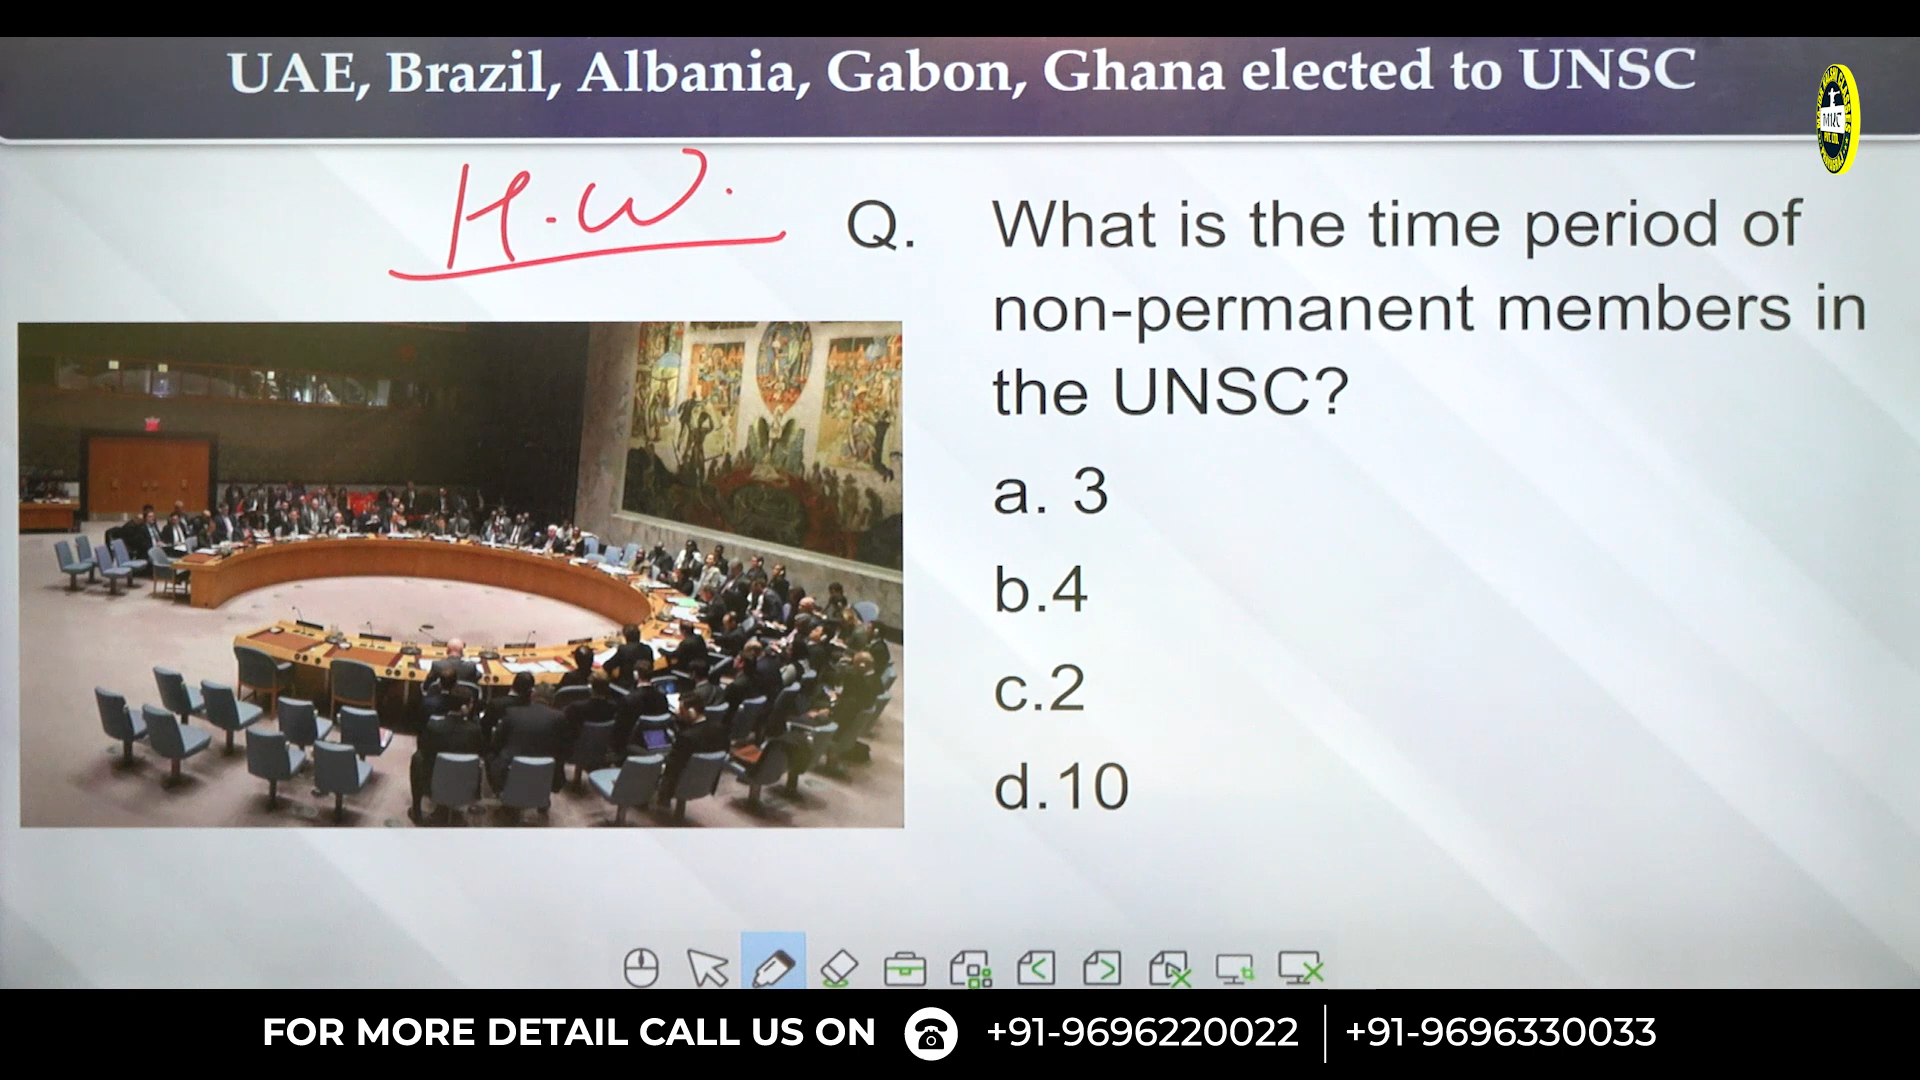 UAE, Brazil, Albania, Gabon, Ghana elected to UNSC
H.W.
Q. What is the time period of
non-permanent members in
the UNSC?
a. 3
b.4
c.2
d.10
MKC
FOR MORE DETAIL CALL US ON +91-9696220022 | +91-9696330033